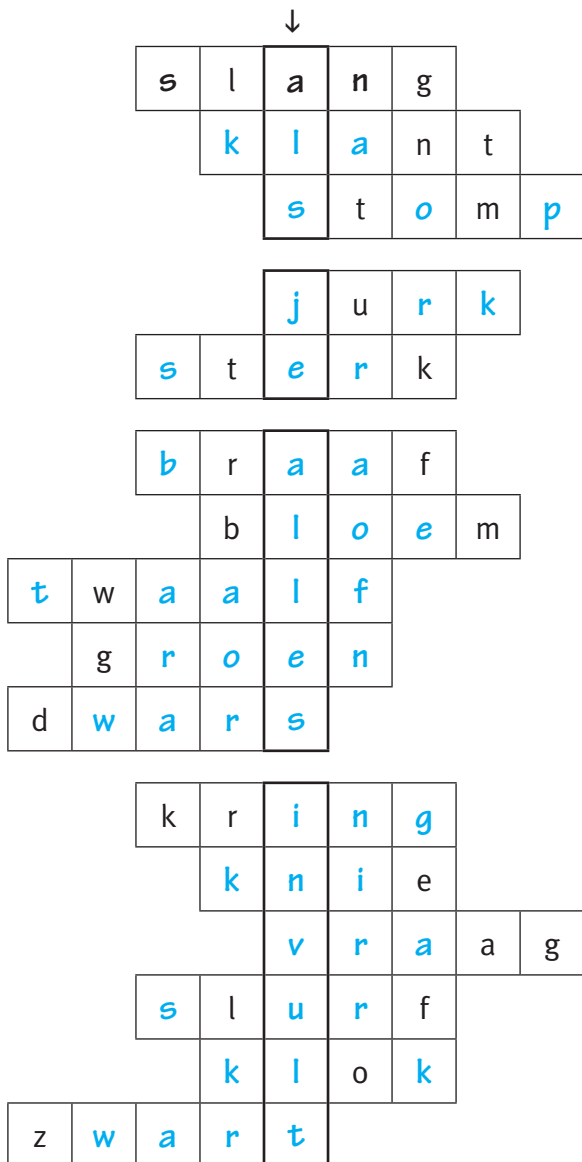 ↓
slang
klant
stomp
jurk
sterk
braaf
bloem
twaalf
groen
dwars
kring
knie
vraag
slurf
klok
zwart